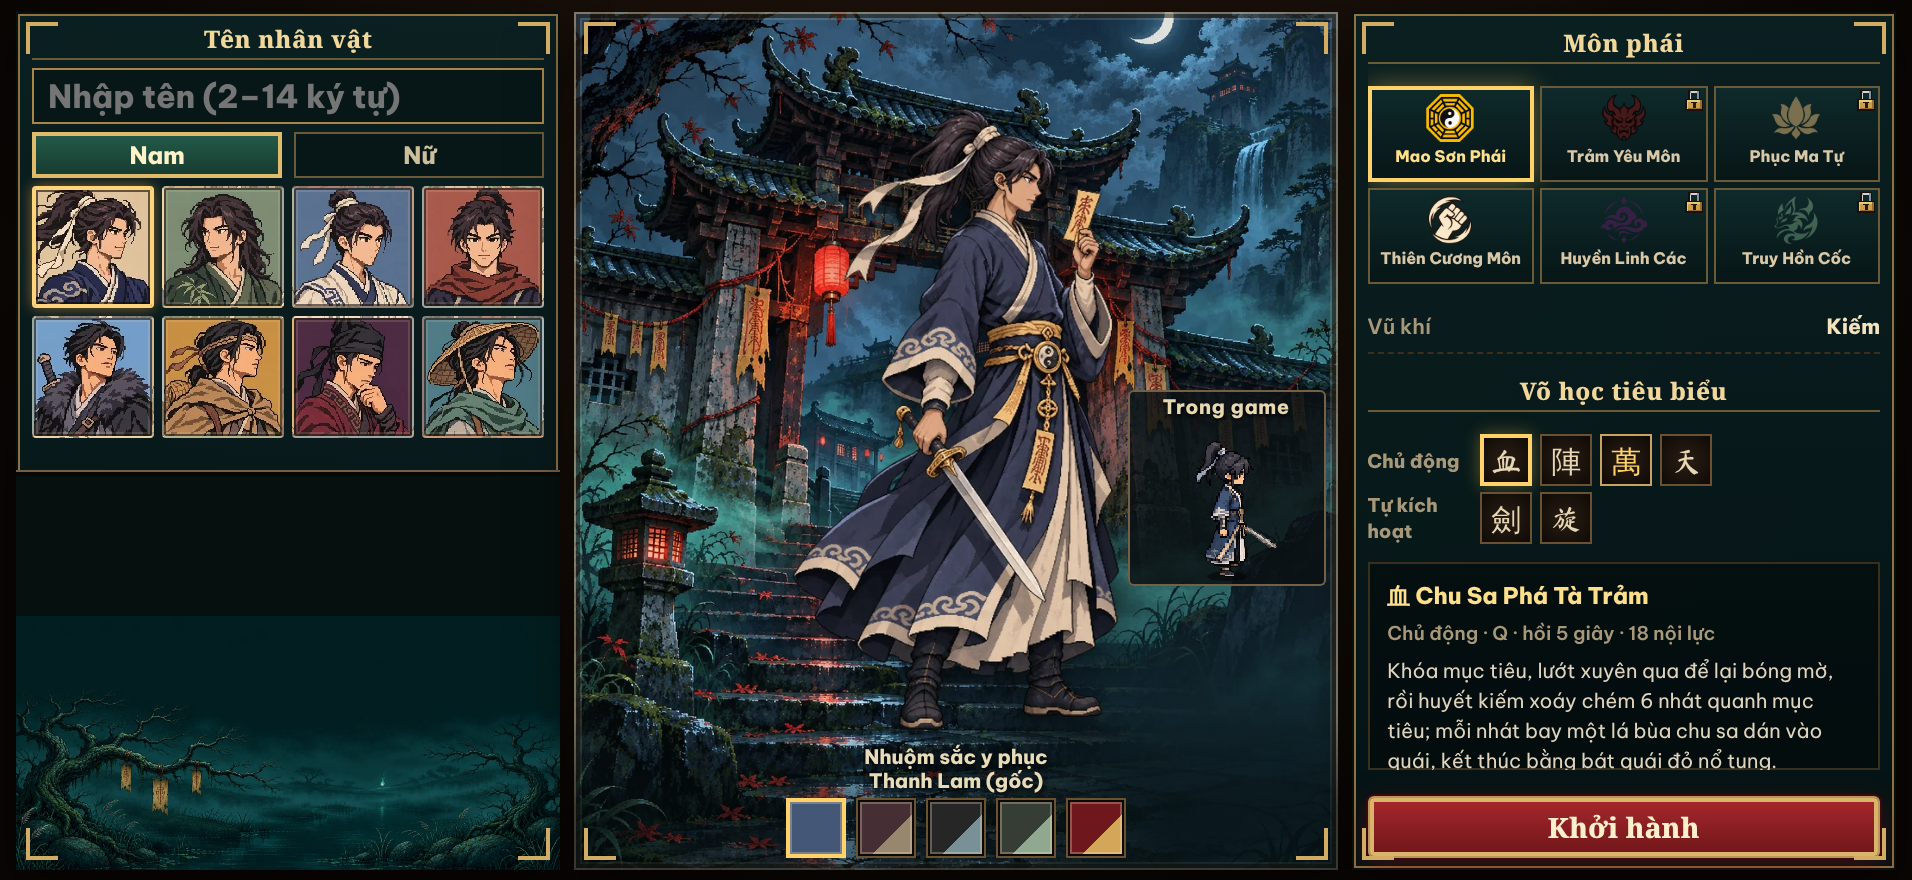 Tên nhân vật
Nhập tên (2–14 ký tự)
Nam
Nữ
Trong game
Nhuộm sắc y phục
Thanh Lam (gốc)
Môn phái
Mao Sơn Phái
Trảm Yêu Môn
Phục Ma Tự
Thiên Cương Môn
Huyền Linh Các
Truy Hồn Cốc
Vũ khí
Kiếm
Võ học tiêu biểu
Chủ động
血 陣 萬 天
Tự kích
hoạt
劍 旋
血 Chu Sa Phá Tà Trảm
Chủ động · Q · hồi 5 giây · 18 nội lực
Khóa mục tiêu, lướt xuyên qua để lại bóng mờ,
rồi huyết kiếm xoáy chém 6 nhát quanh mục
tiêu; mỗi nhát bay một lá bùa chu sa dán vào
quái, kết thúc bằng bát quái đỏ nổ tung.
Khởi hành